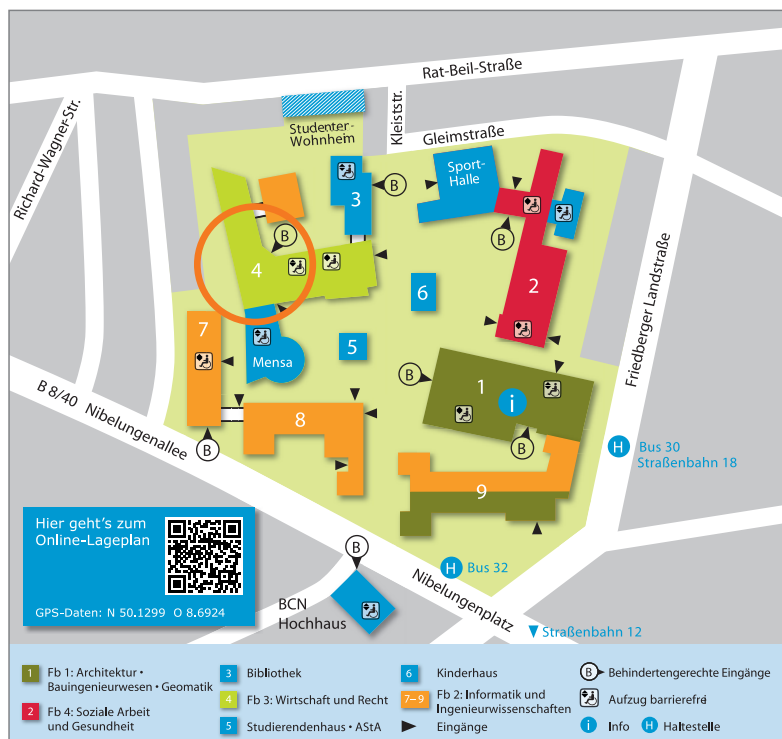 Rat-Beil-Straße
Richard-Wagner-Str.
Kleiststr.
Gleimstraße
Studenter-
Wohnheim
Sport-
Halle
3
B
B
B
4
2
6
7
5
Mensa
Friedberger Landstraße
B
1
i
B 8/40 Nibelungenallee
8
B
B
H Bus 30
Straßenbahn 18
9
Hier geht's zum
Online-Lageplan
GPS-Daten: N 50.1299 O 8.6924
B
H Bus 32
BCN
Hochhaus
Nibelungenplatz
Straßenbahn 12
1 Fb 1: Architektur •
Bauingenieurwesen • Geomatik
2 Fb 4: Soziale Arbeit
und Gesundheit
3 Bibliothek
4 Fb 3: Wirtschaft und Recht
5 Studierendenhaus • AStA
6 Kinderhaus
7–9 Fb 2: Informatik und
Ingenieurwissenschaften
Eingänge
B Behindertengerechte Eingänge
Aufzug barrierefrei
i Info H Haltestelle